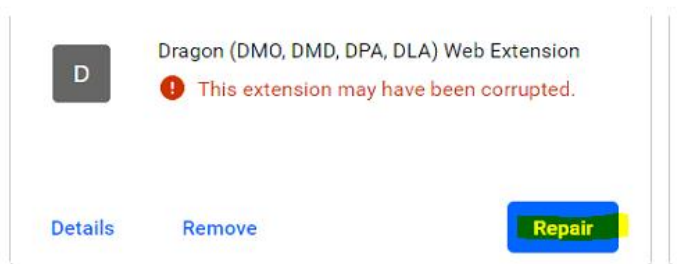 D
Dragon (DMO, DMD, DPA, DLA) Web Extension
! This extension may have been corrupted.
Details Remove Repair